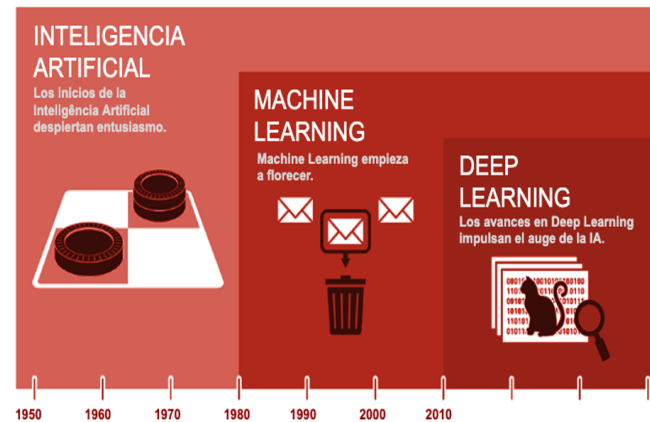 INTELIGENCIA
ARTIFICIAL
Los inicios de la
Inteligência Artificial
despiertan entusiasmo.
MACHINE
LEARNING
Machine Learning empieza
a florecer.
DEEP
LEARNING
Los avances en Deep Learning
impulsan el auge de la IA.
1950 1960 1970 1980 1990 2000 2010